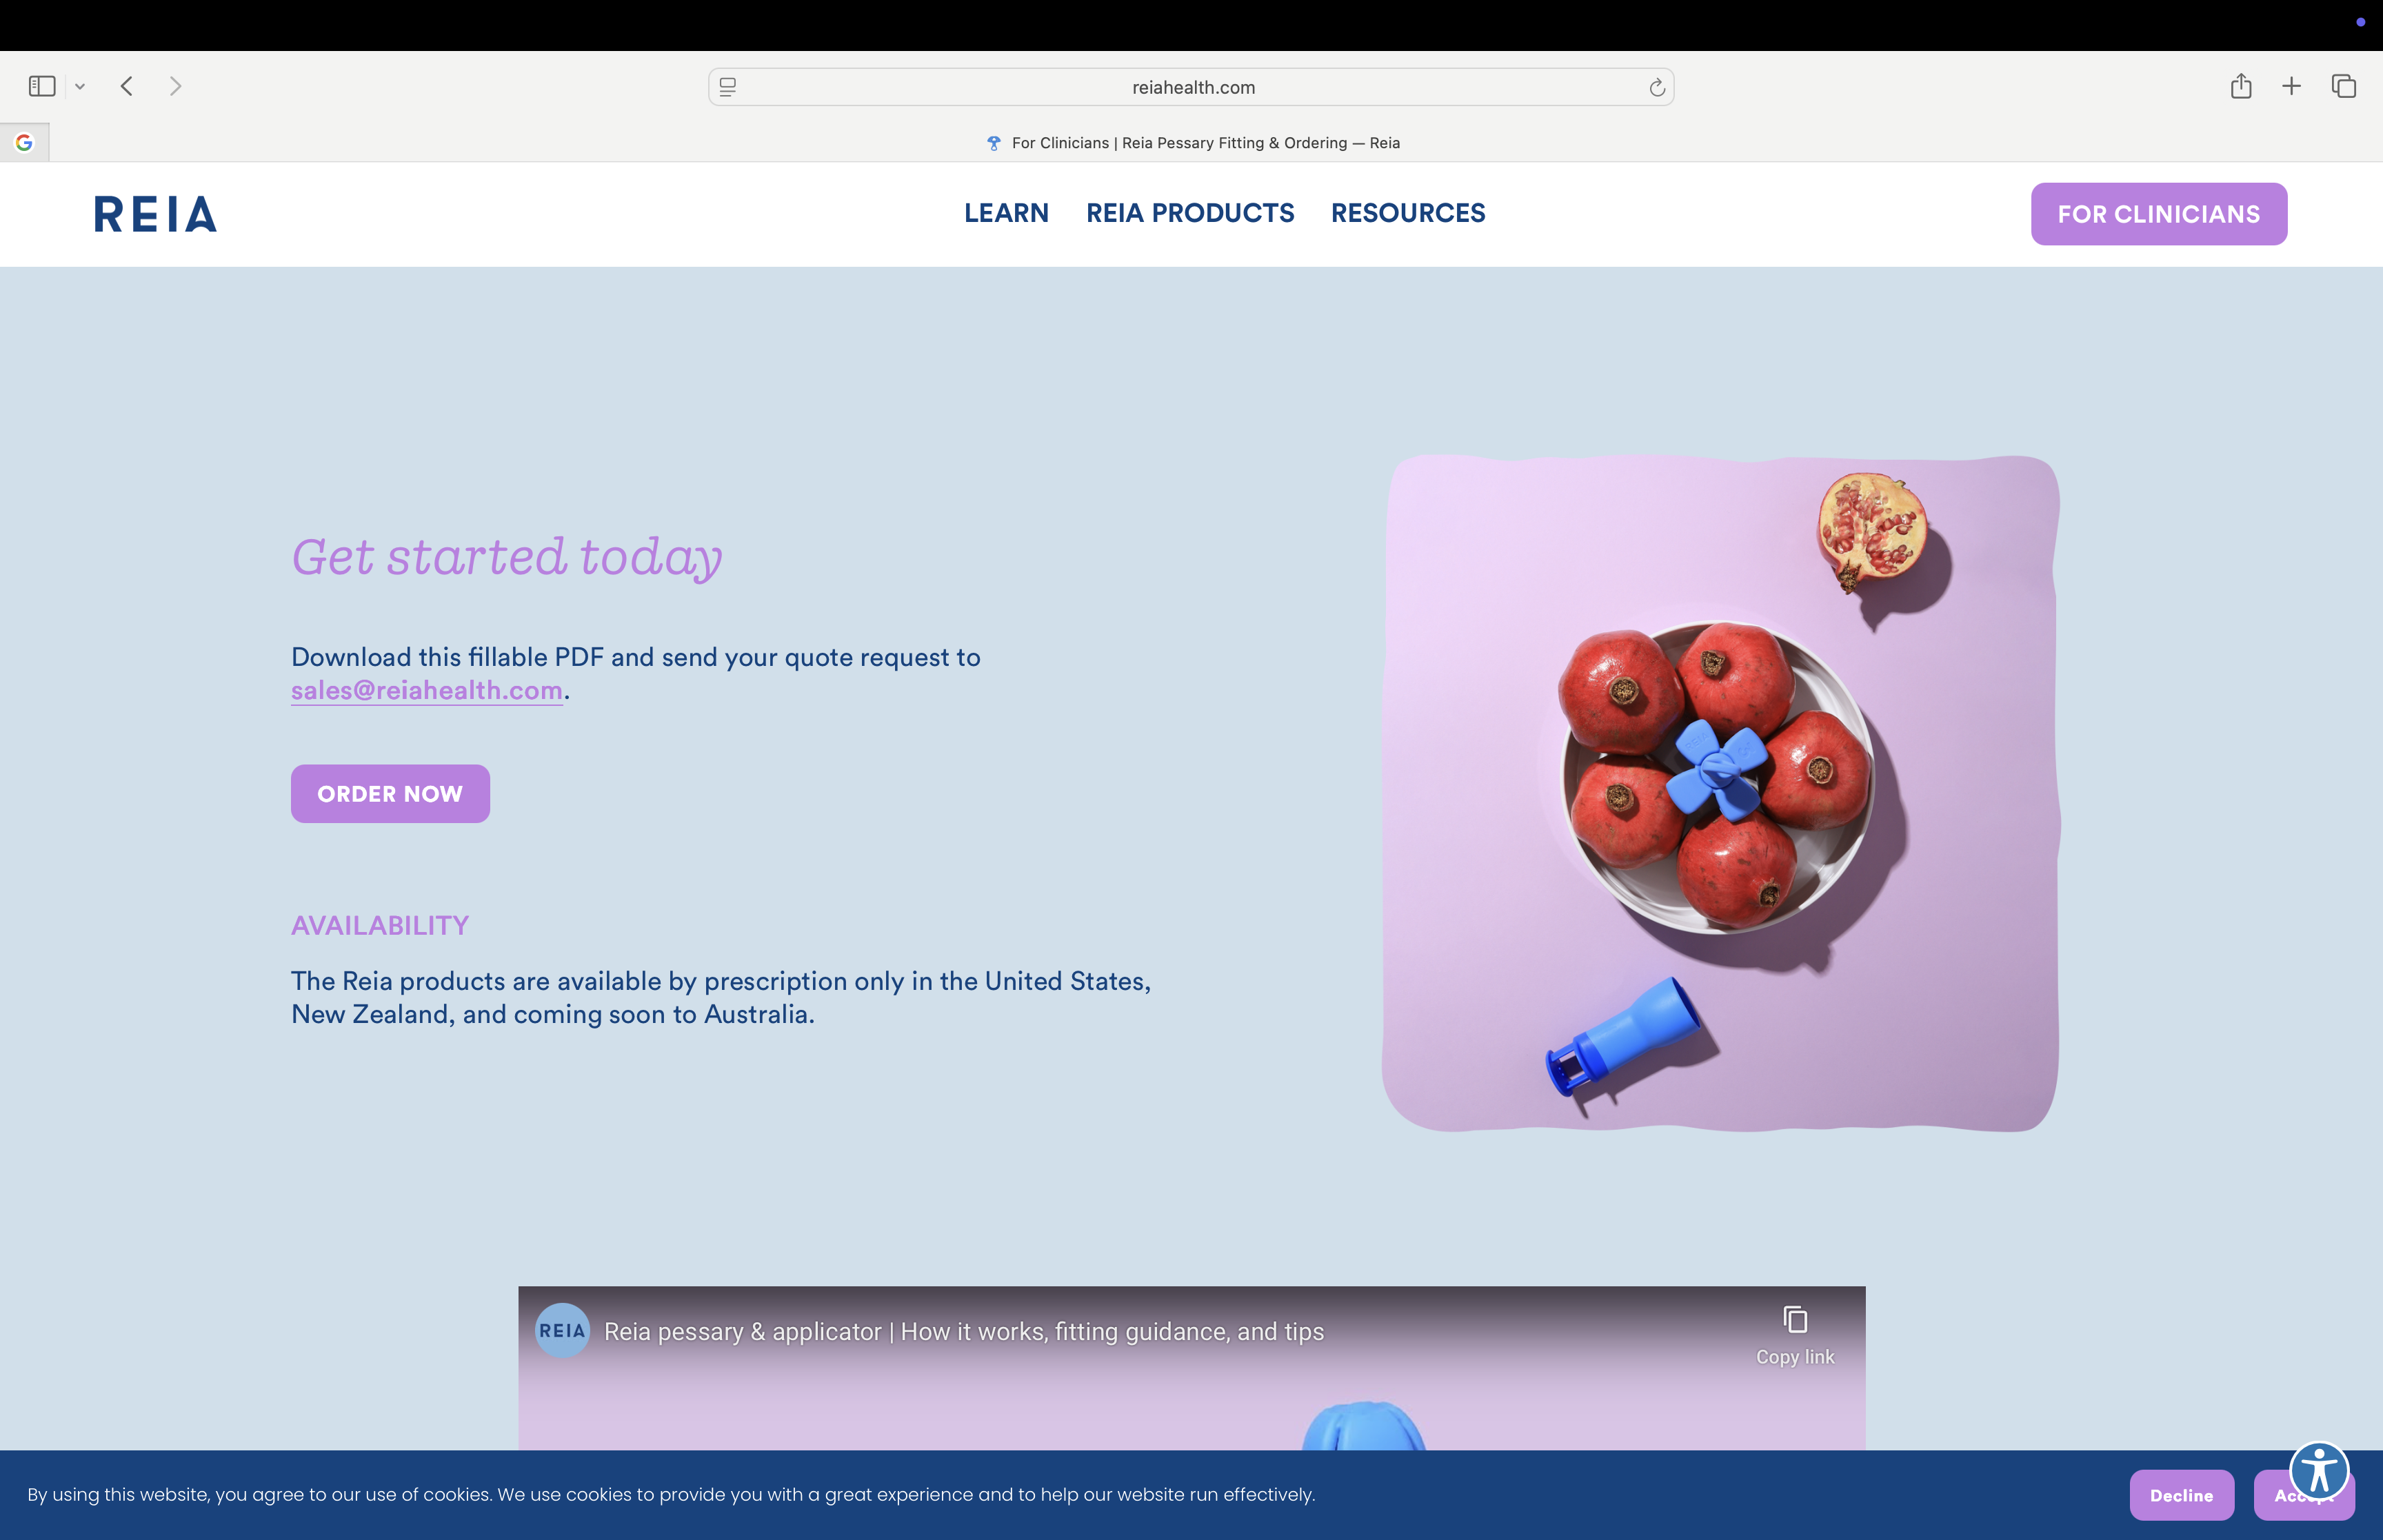 reiahealth.com
For Clinicians | Reia Pessary Fitting & Ordering — Reia
REIA
LEARN
REIA PRODUCTS
RESOURCES
FOR CLINICIANS
Get started today
Download this fillable PDF and send your quote request to
sales@reiahealth.com.
ORDER NOW
AVAILABILITY
The Reia products are available by prescription only in the United States,
New Zealand, and coming soon to Australia.
REIA
Reia pessary & applicator | How it works, fitting guidance, and tips
Copy link
By using this website, you agree to our use of cookies. We use cookies to provide you with a great experience and to help our website run effectively.
Decline
Accept